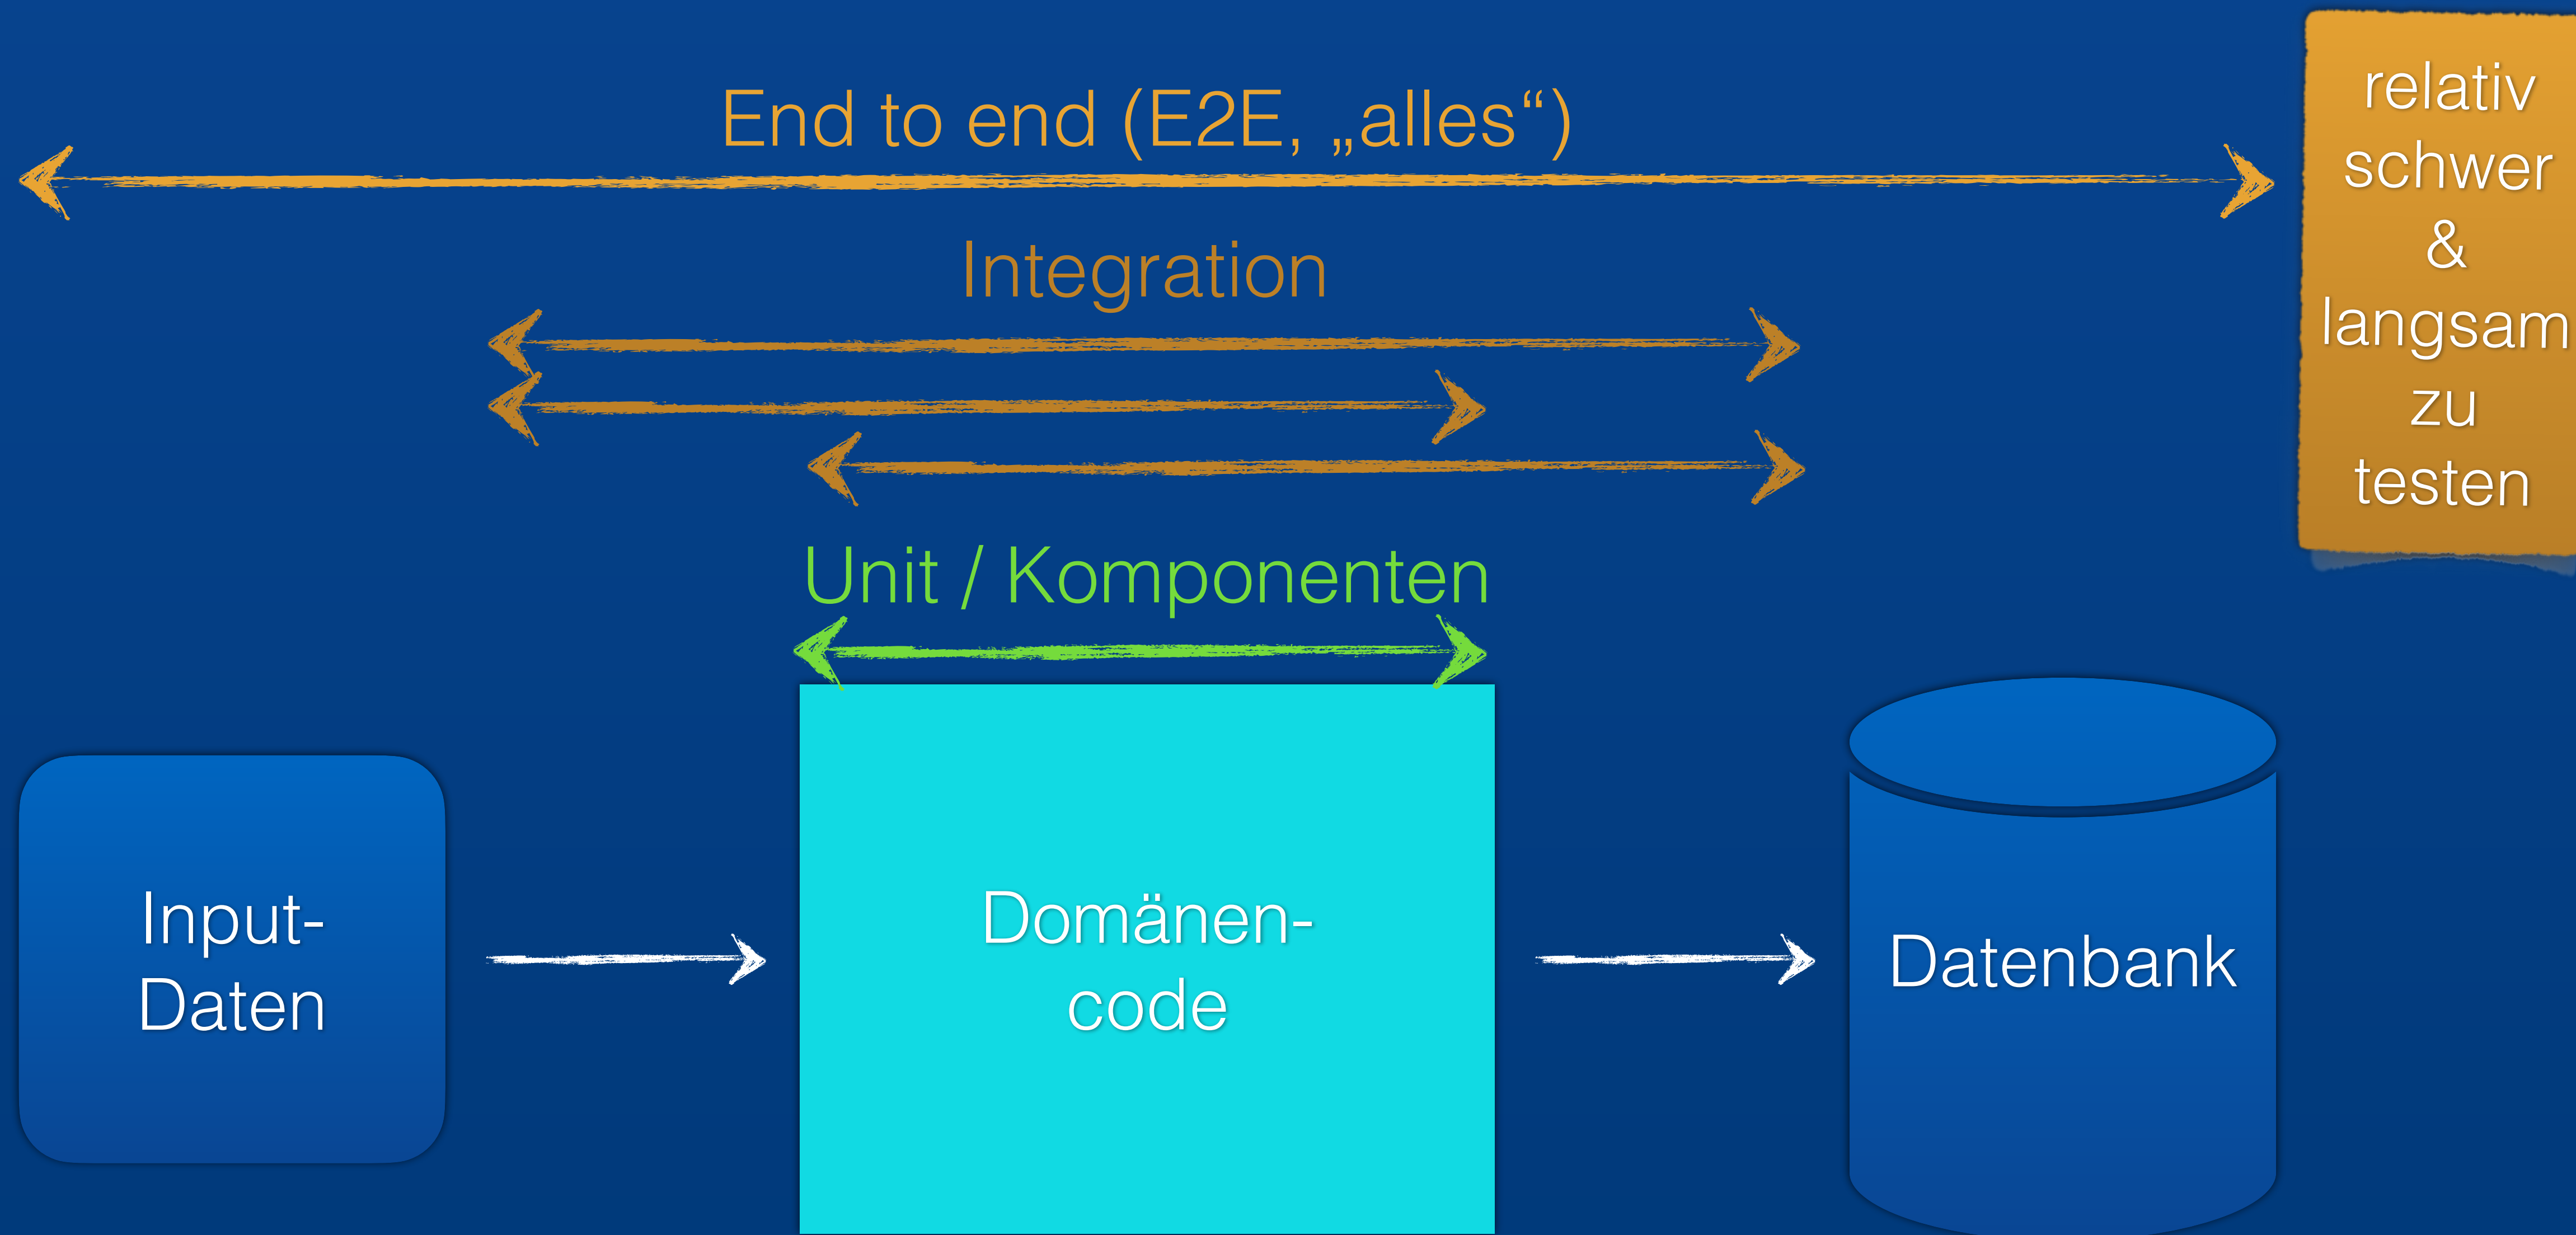 End to end (E2E, „alles“)
Integration
Unit / Komponenten
relativ
schwer
&
langsam
zu
testen
Input-
Daten
Domänen-
code
Datenbank